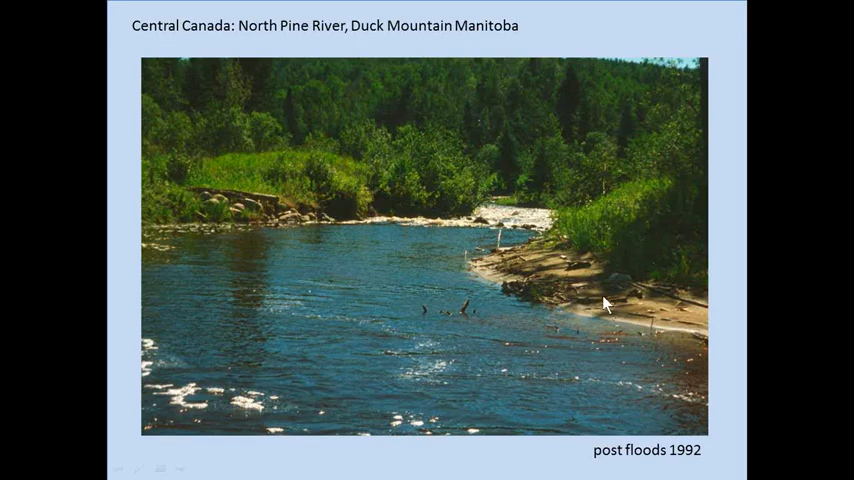 Central Canada: North Pine River, Duck Mountain Manitoba
post floods 1992